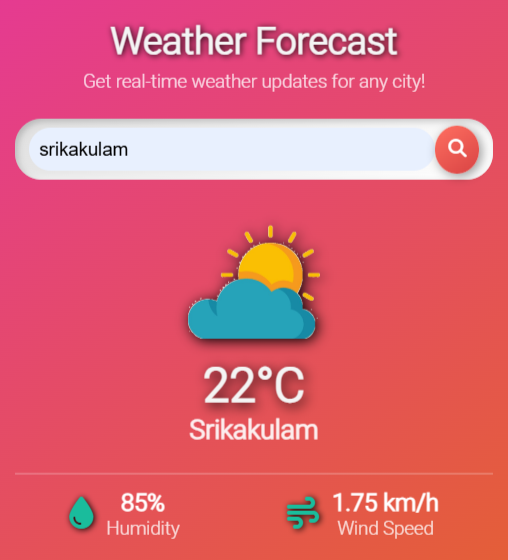 Weather Forecast
Get real-time weather updates for any city!
srikakulam
22°C
Srikakulam
85%
Humidity
1.75 km/h
Wind Speed